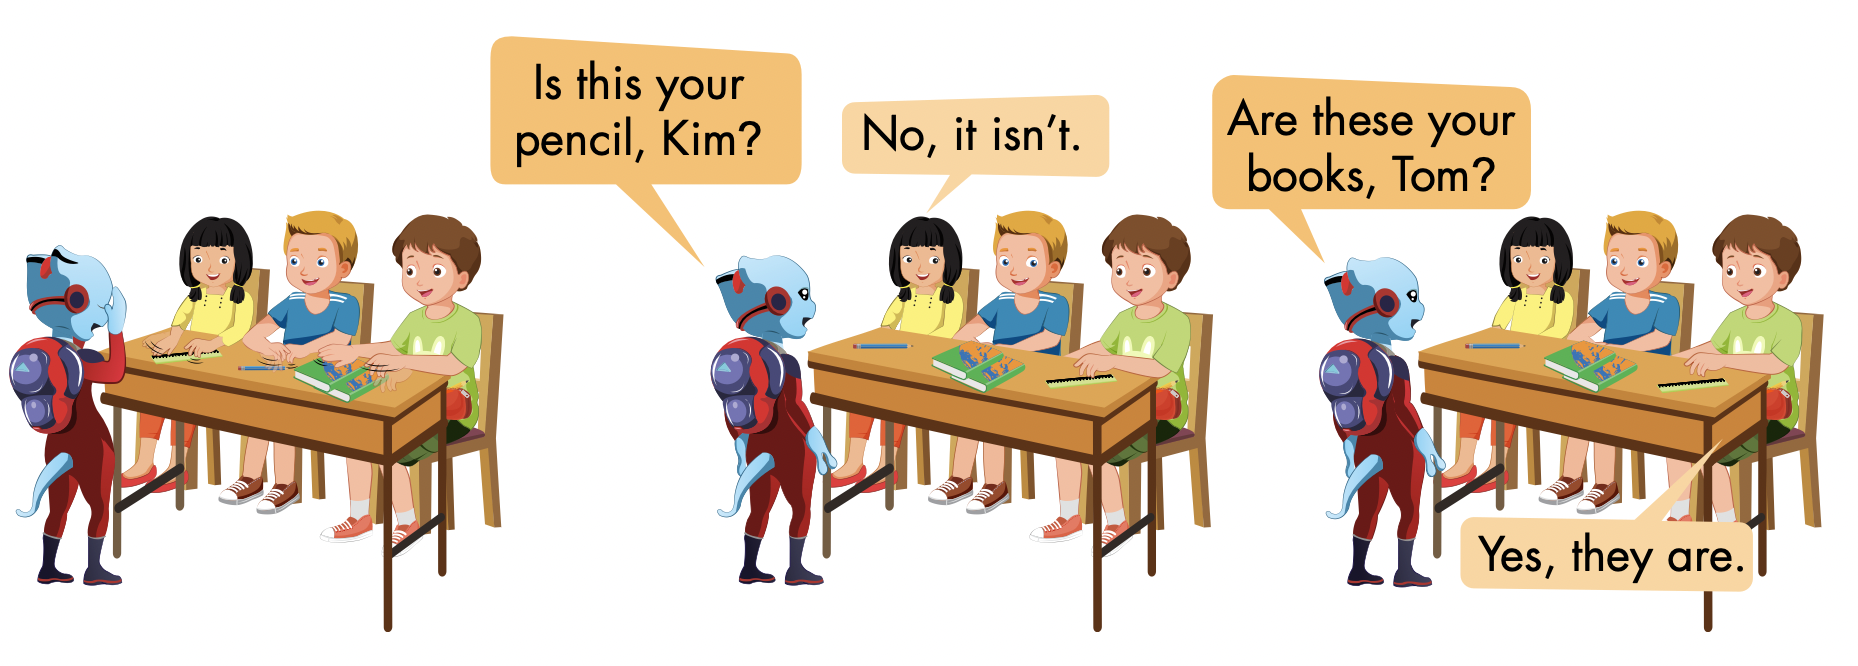 Is this your
pencil, Kim?
No, it isn't.
Are these your
books, Tom?
Yes, they are.